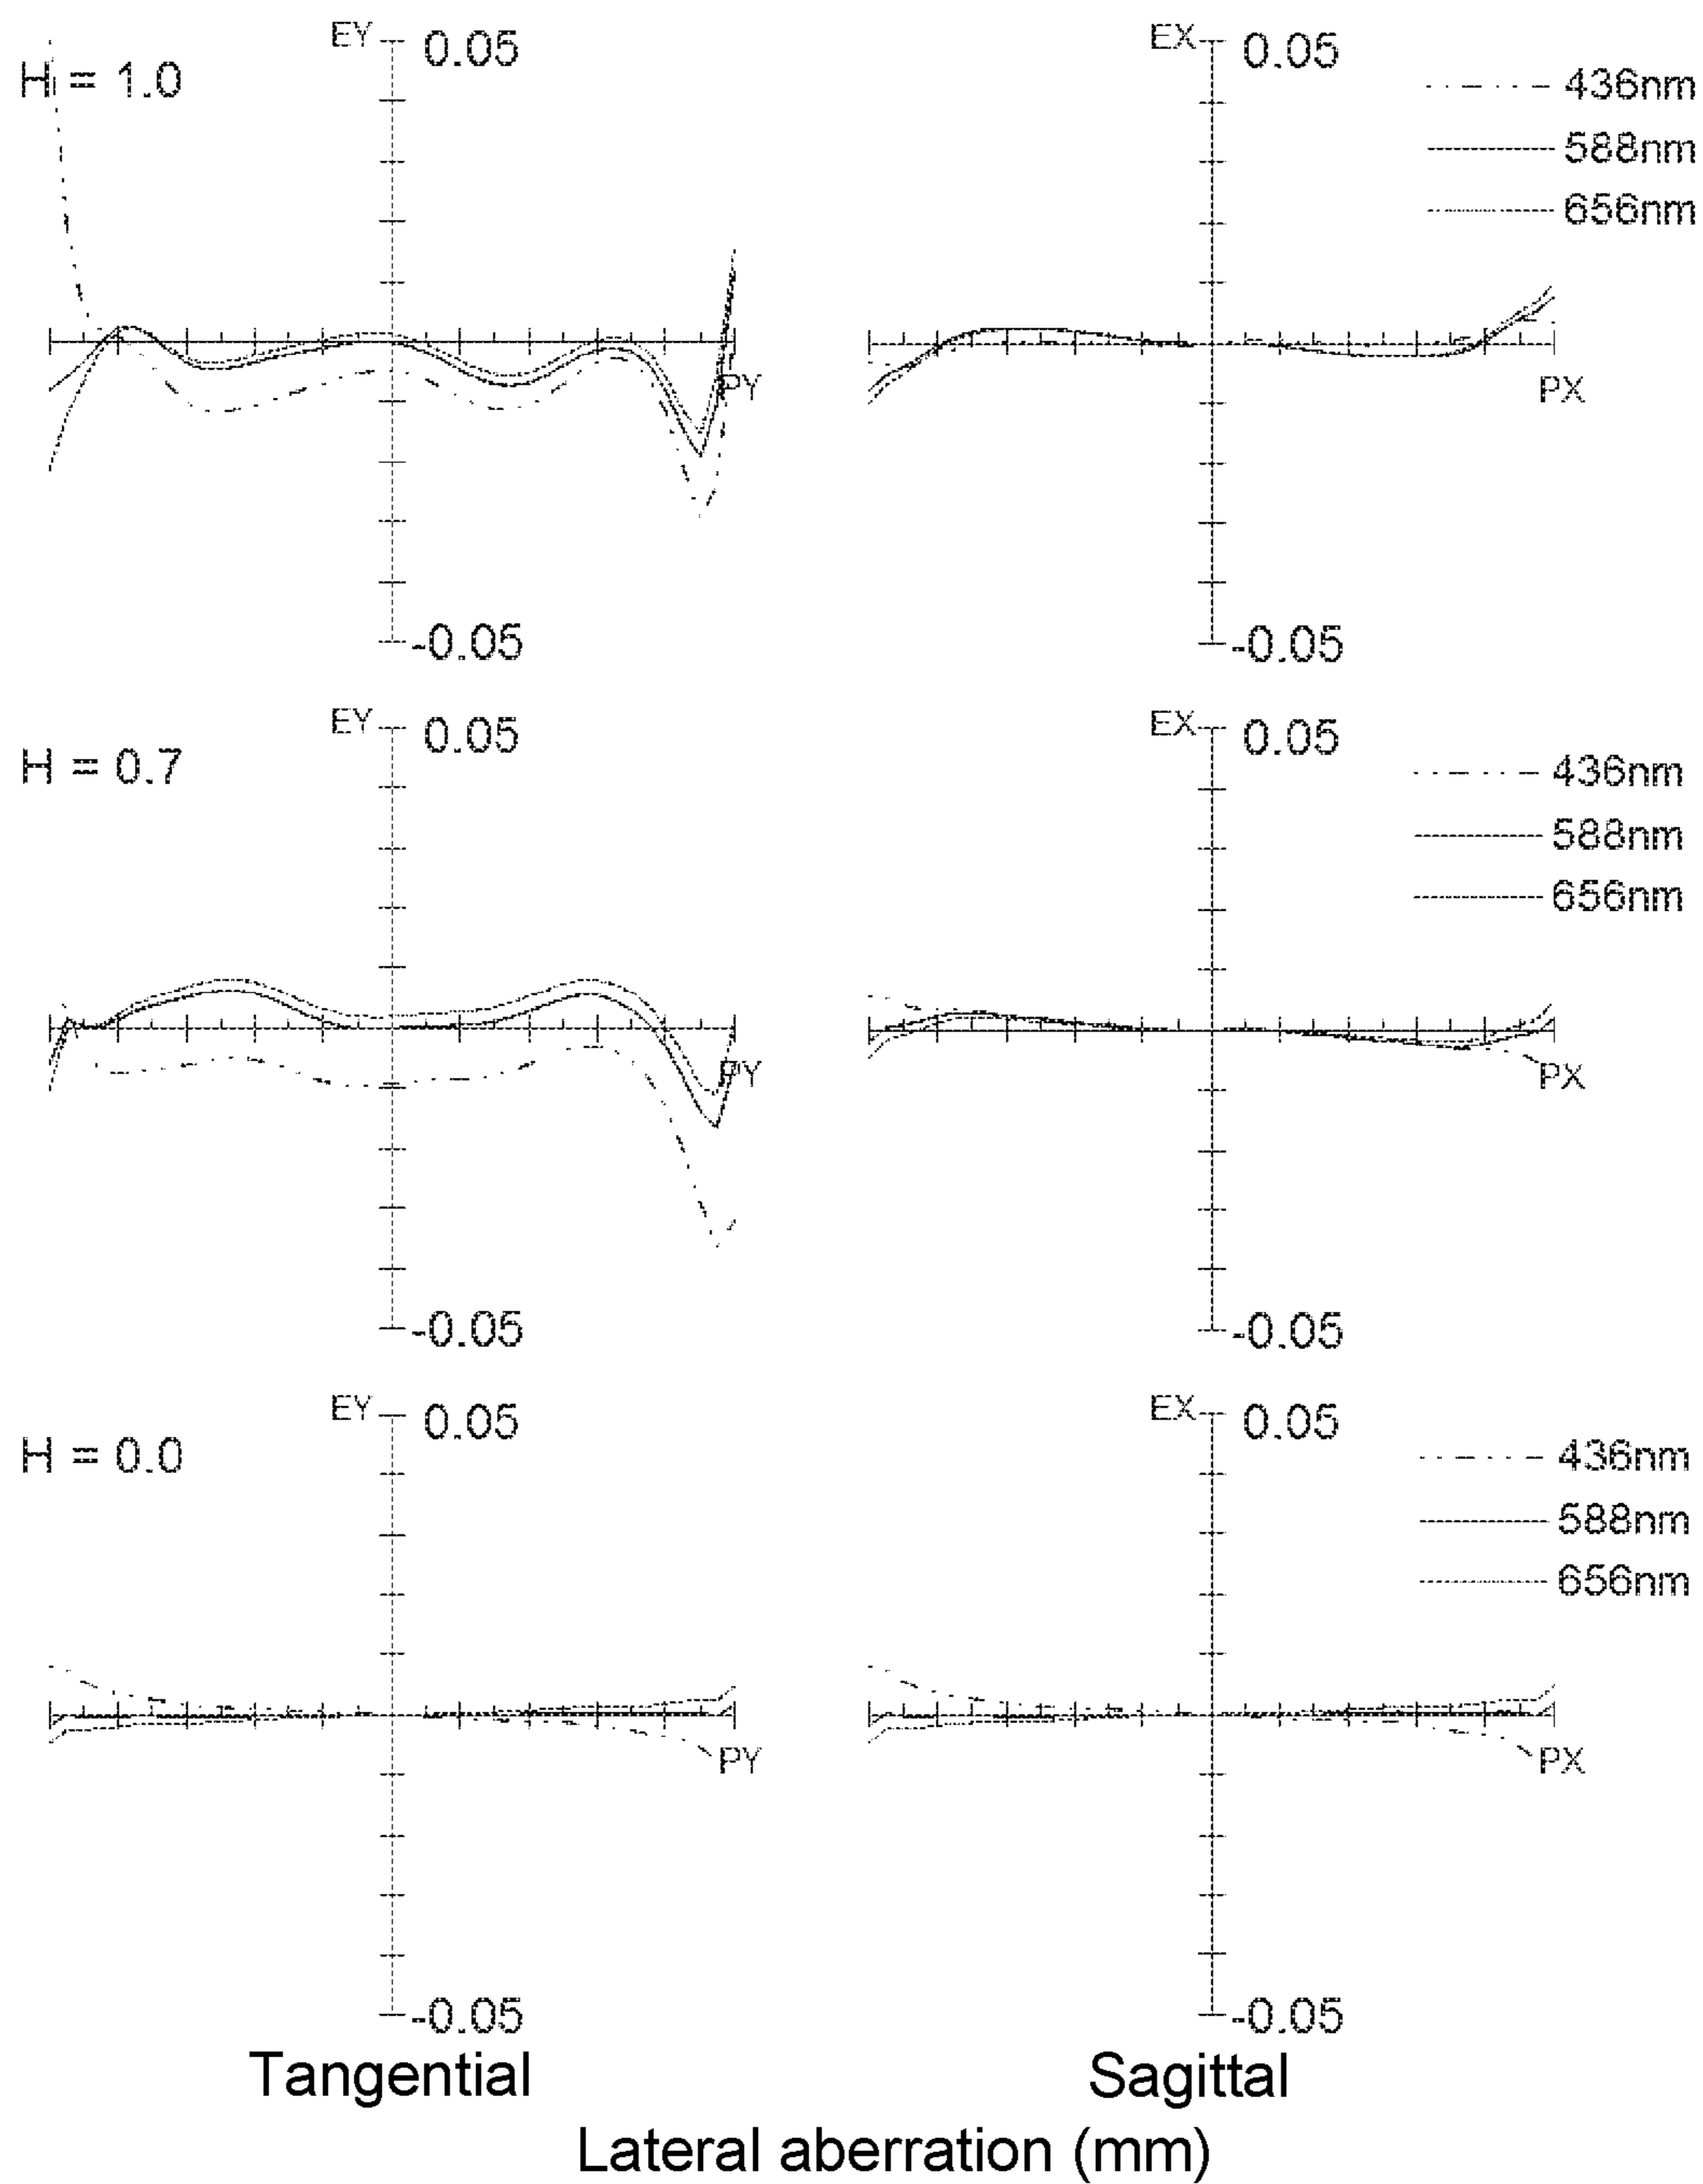 EY 0.05 EX 0.05
H = 1.0
436nm
588nm
656nm
PY PX
-0.05 -0.05
EY 0.05 EX 0.05
H = 0.7
436nm
588nm
656nm
PY PX
-0.05 -0.05
EY 0.05 EX 0.05
H = 0.0
436nm
588nm
656nm
PY PX
-0.05 -0.05
Tangential Sagittal
Lateral aberration (mm)